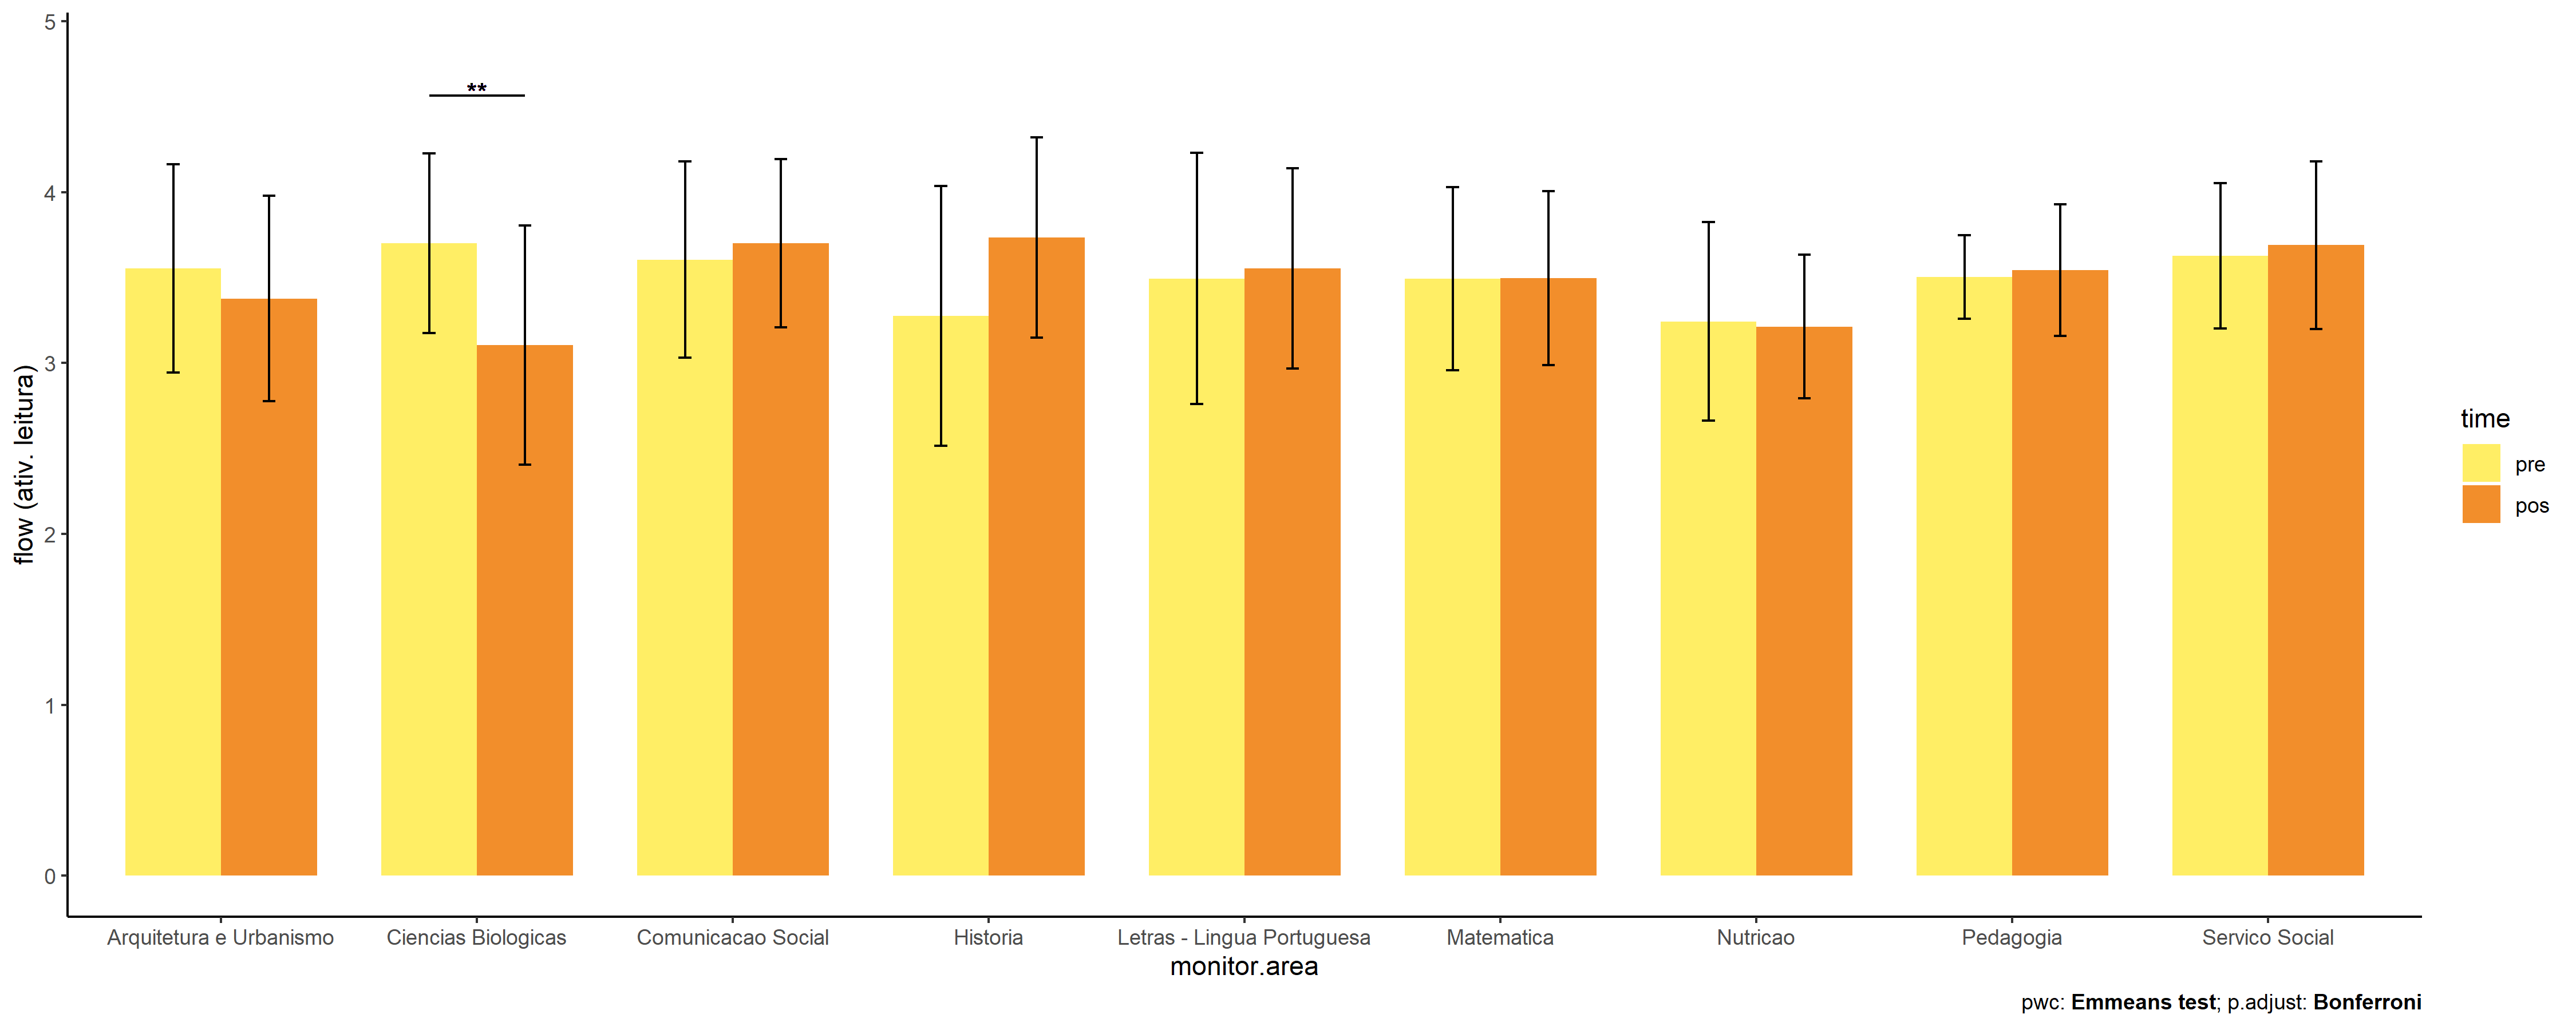 5
4
3
2
1
0
flow (ativ. leitura)
**
Arquitetura e Urbanismo
Ciencias Biologicas
Comunicacao Social
Historia
Letras - Lingua Portuguesa
Matematica
Nutricao
Pedagogia
Servico Social
monitor.area
time
pre
pos
pwc: Emmeans test; p.adjust: Bonferroni